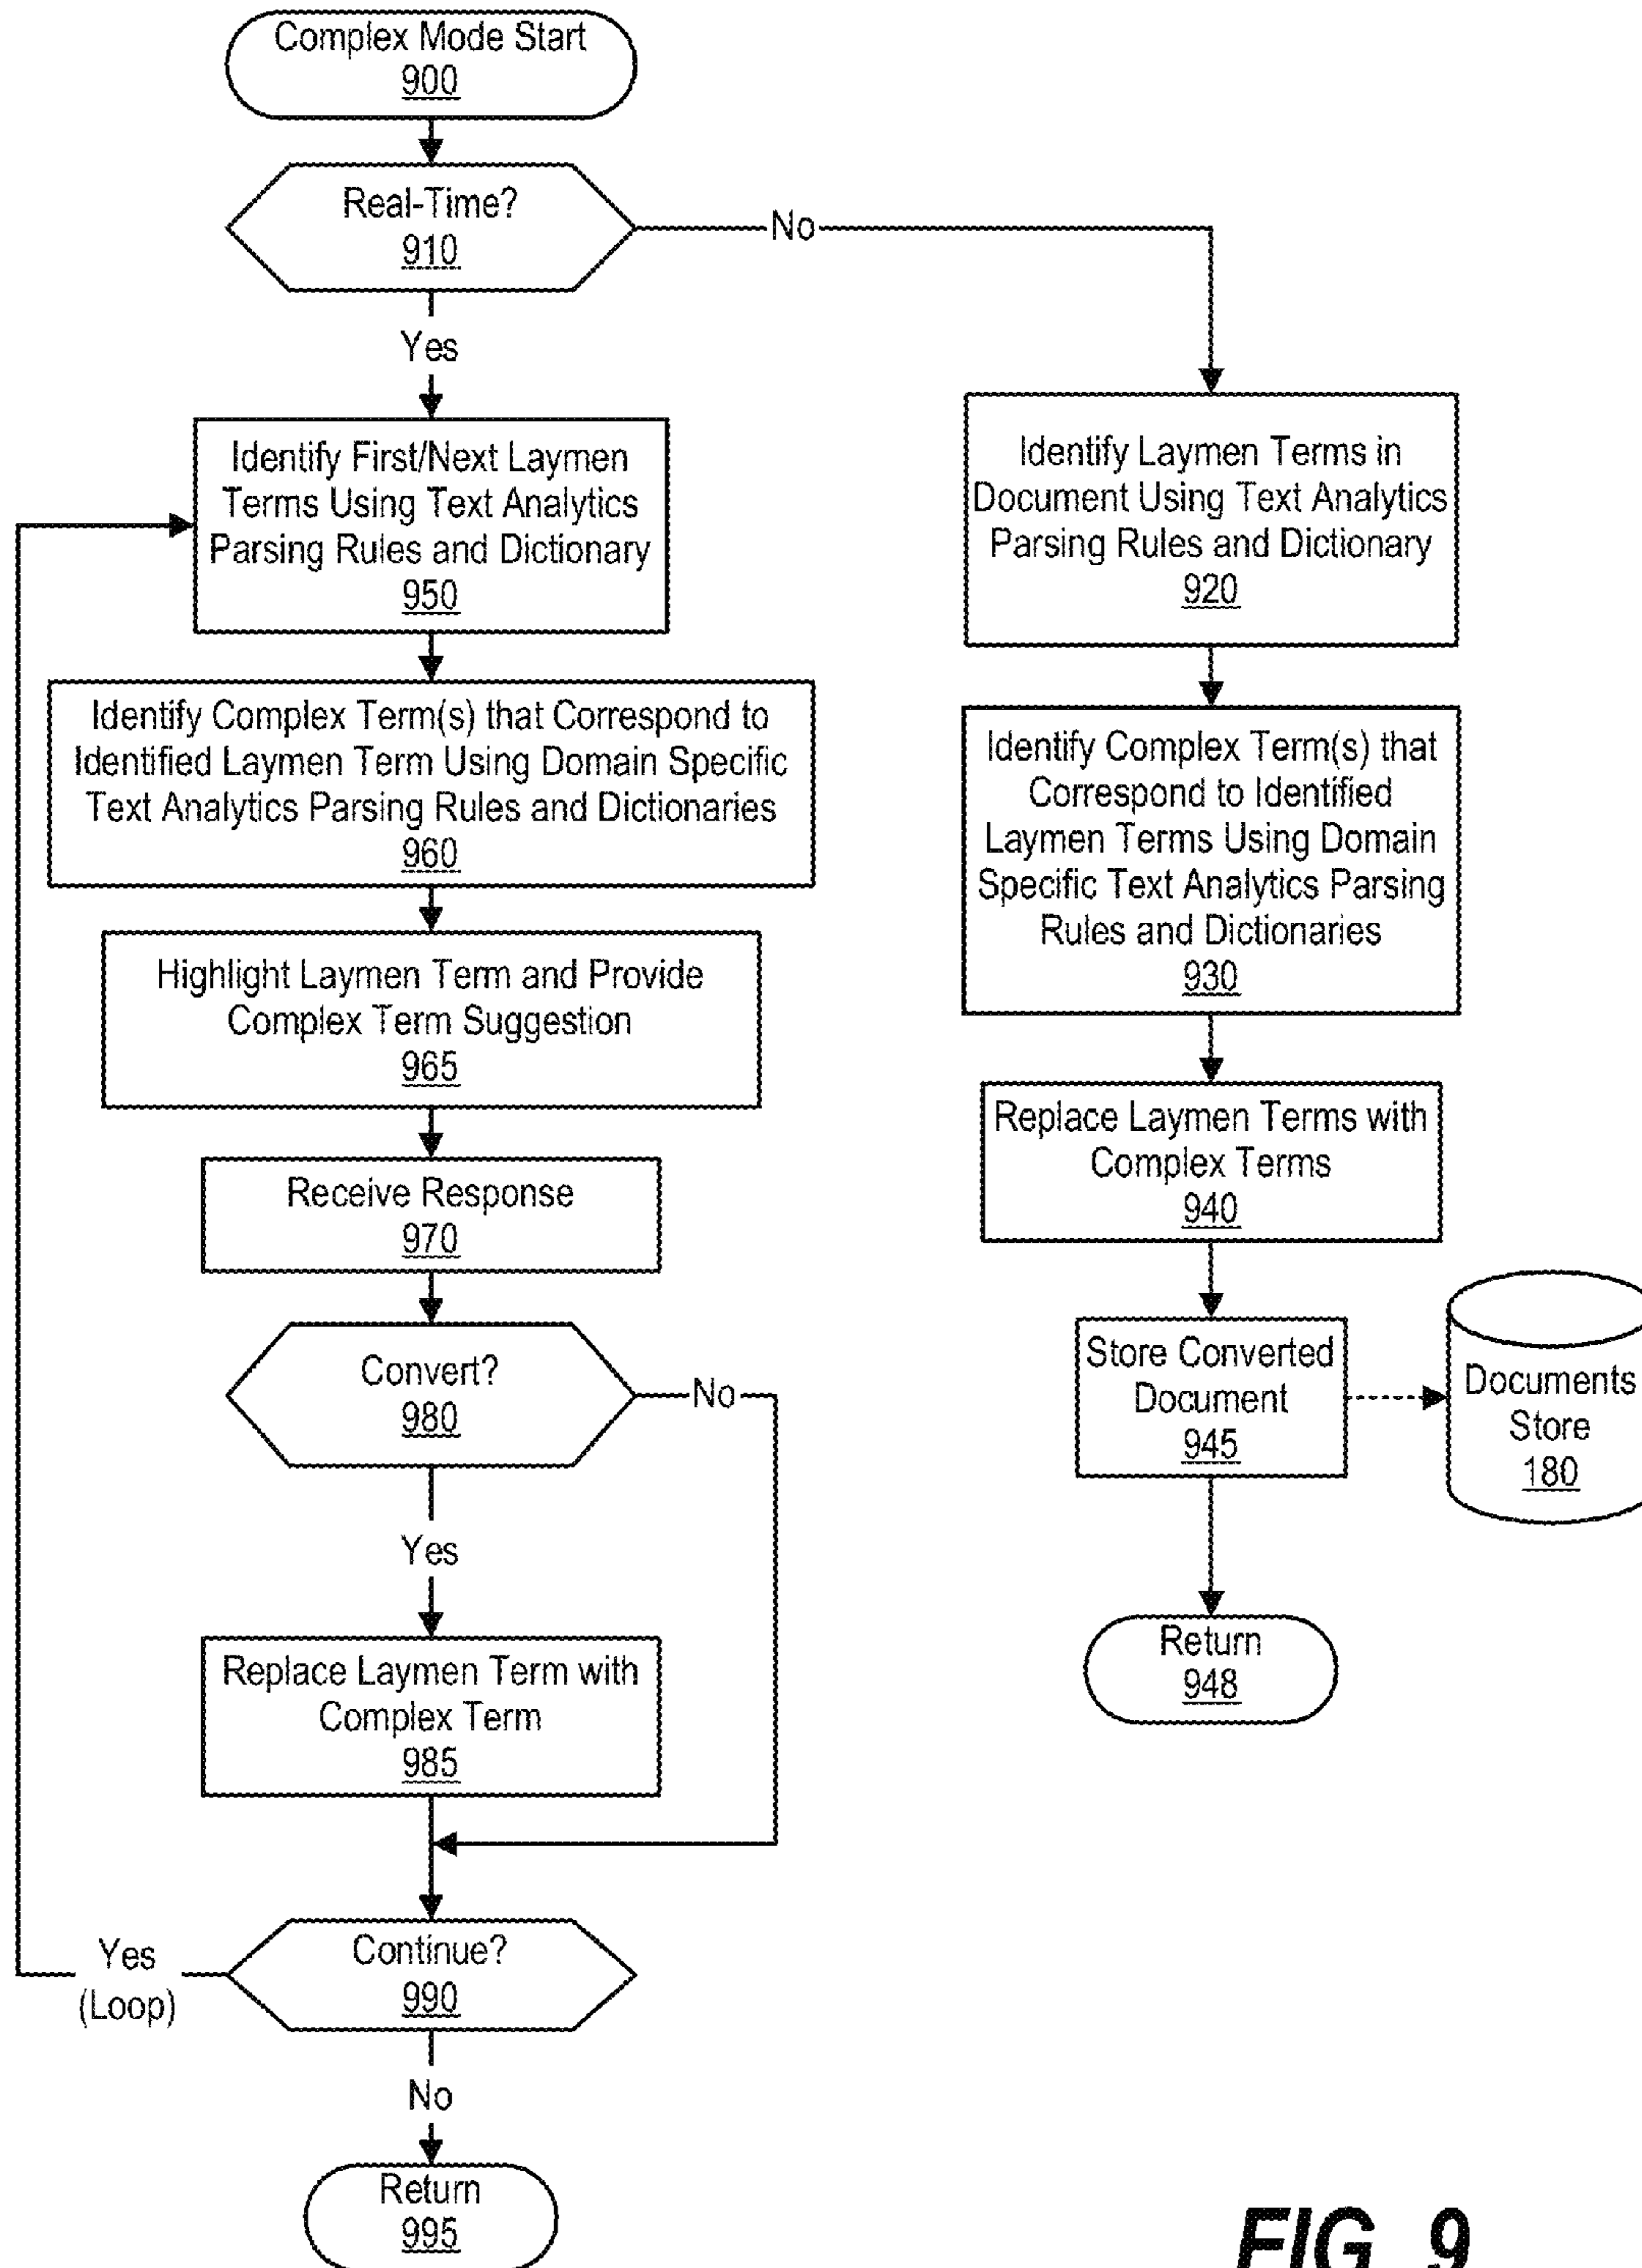 Complex Mode Start
900
Real-Time?
910
No
Yes
Identify First/Next Laymen
Terms Using Text Analytics
Parsing Rules and Dictionary
950
Identify Complex Term(s) that Correspond to
Identified Laymen Term Using Domain Specific
Text Analytics Parsing Rules and Dictionaries
960
Highlight Laymen Term and Provide
Complex Term Suggestion
965
Receive Response
970
Convert?
980
No
Yes
Replace Laymen Term with
Complex Term
985
Continue?
990
Yes
(Loop)
No
Return
995
Identify Laymen Terms in
Document Using Text Analytics
Parsing Rules and Dictionary
920
Identify Complex Term(s) that
Correspond to Identified
Laymen Terms Using Domain
Specific Text Analytics Parsing
Rules and Dictionaries
930
Replace Laymen Terms with
Complex Terms
940
Store Converted
Document
945
Documents
Store
180
Return
948
FIG. 9